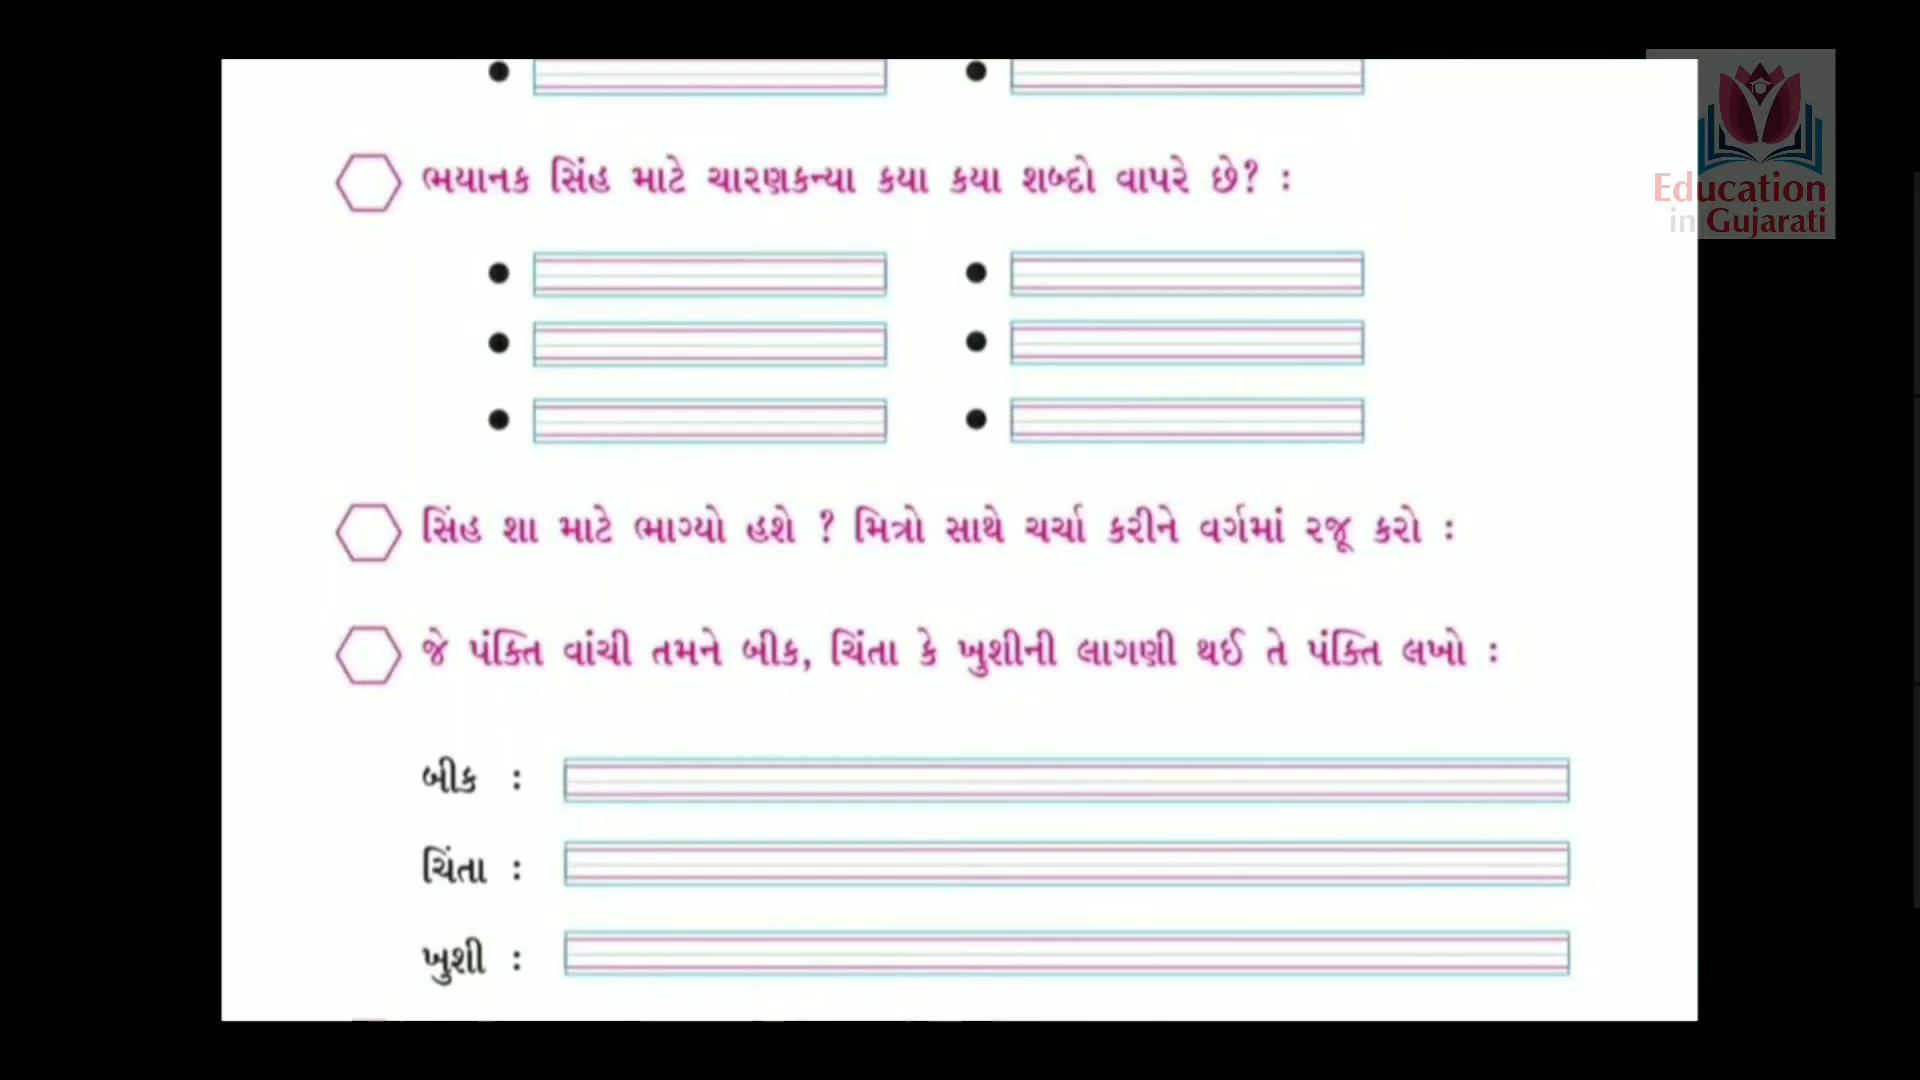 Education
in Gujarati
ભયાનક સિંહ માટે ચારણકન્યા કયા કયા શબ્દો વાપરે છે? :
સિંહ શા માટે ભાગ્યો હશે ? મિત્રો સાથે ચર્ચા કરીને વર્ગમાં રજૂ કરો :
જે પંક્તિ વાંચી તમને બીક, ચિંતા કે ખુશીની લાગણી થઈ તે પંક્તિ લખો :
બીક :
ચિંતા :
ખુશી :